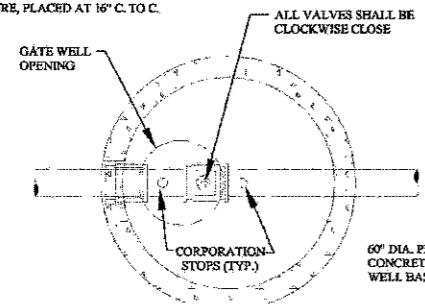 RE, PLACED AT 16" C. TO C.
ALL VALVES SHALL BE
CLOCKWISE CLOSE
GATE WELL
OPENING
CORPORATION
STOPS (TYP.)
60" DIA. P
CONCRET
WELL BA